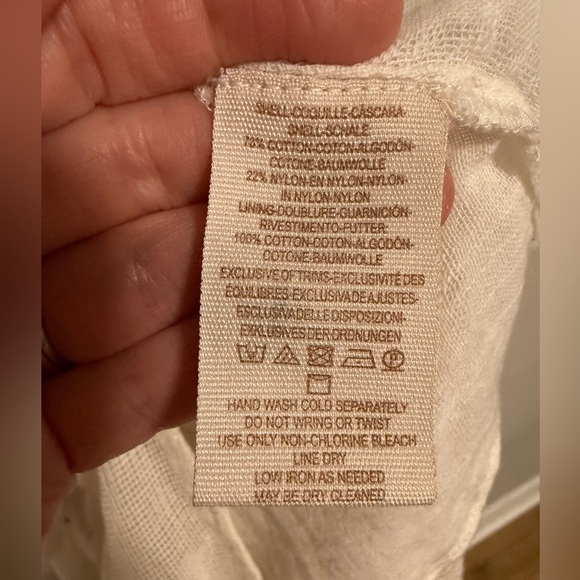 SHELL-COQUILLE-CÁSCARA
SHELL-SCHALE-
78% COTTON-COTON-ALGODÓN-
COTONE-BAUMWOLLE
22% NYLON-EN NYLON-NYLON-
IN NYLON-NYLON
LINING-DOUBLURE-GUARNICIÓN-
RIVESTIMENTO-FUTTER
100% COTTON-COTON-ALGODÓN-
COTONE-BAUMWOLLE
EXCLUSIVE OF TRIMS-EXCLUSIVITÉ DES
ÉQUILIBRES-EXCLUSIVA DE AJUSTES-
ESCLUSIVA DELLE DISPOSIZIONI-
EXKLUSIVES DER ORDNUNGEN
P
HAND WASH COLD SEPARATELY
DO NOT WRING OR TWIST
USE ONLY NON-CHLORINE BLEACH
LINE DRY
LOW IRON AS NEEDED
MAY BE DRY CLEANED